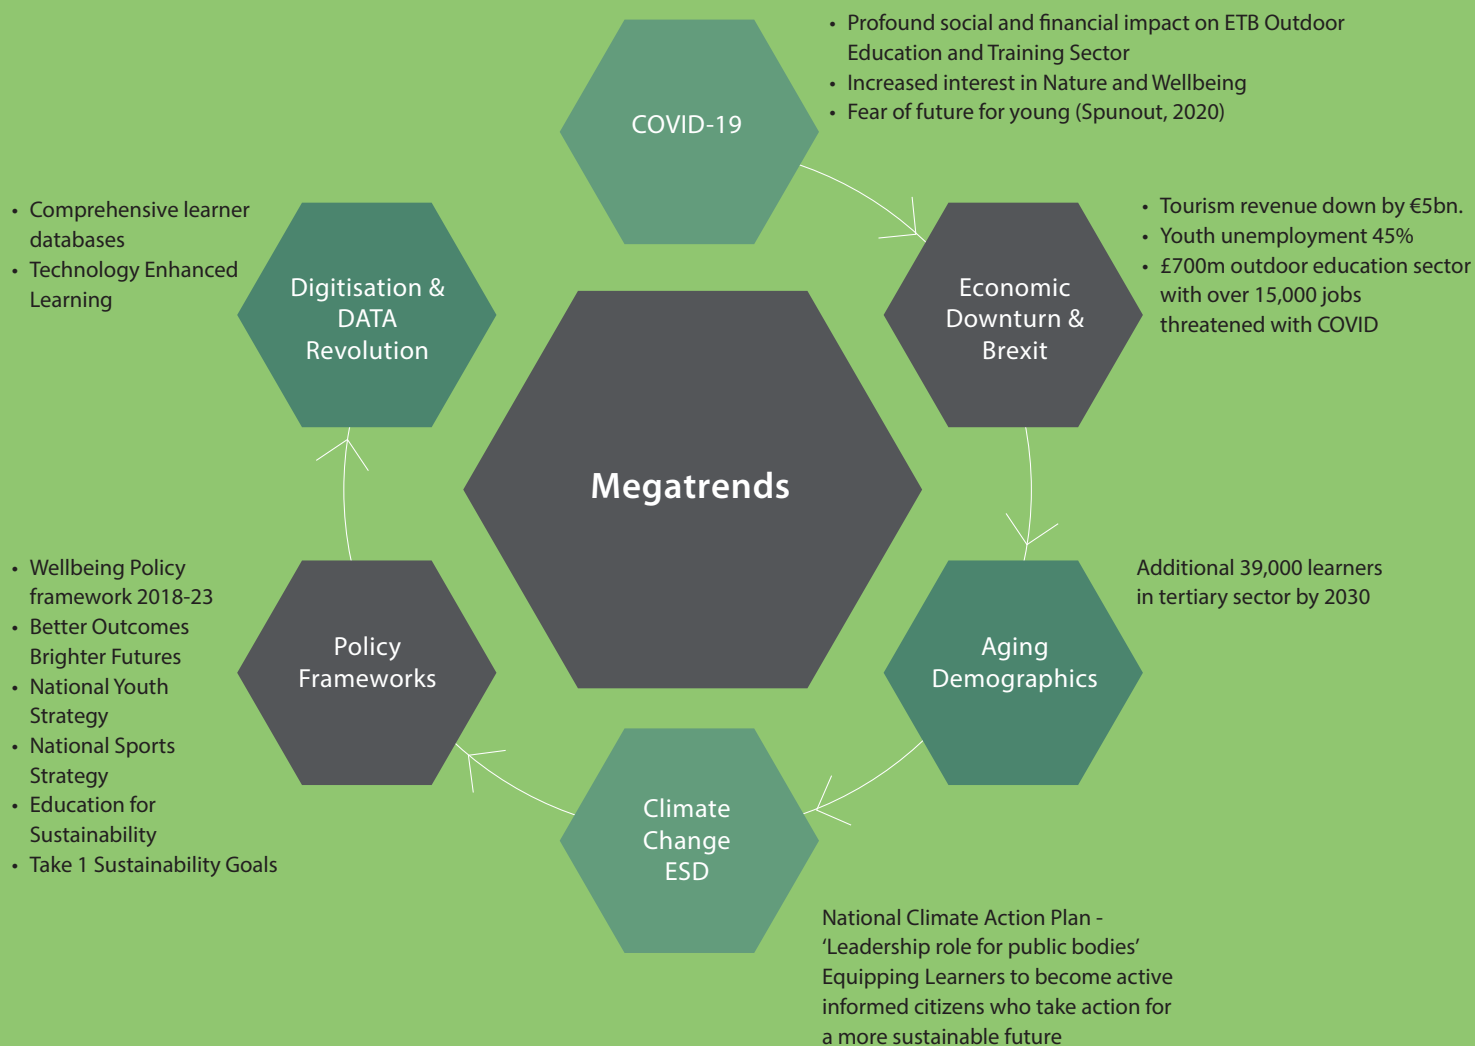 COVID-19
• Profound social and financial impact on ETB Outdoor
Education and Training Sector
• Increased interest in Nature and Wellbeing
• Fear of future for young (Spunout, 2020)
Economic
Downturn &
Brexit
• Tourism revenue down by €5bn.
• Youth unemployment 45%
• £700m outdoor education sector
with over 15,000 jobs
threatened with COVID
Megatrends
Aging
Demographics
Additional 39,000 learners
in tertiary sector by 2030
Climate
Change
ESD
National Climate Action Plan -
‘Leadership role for public bodies’
Equipping Learners to become active
informed citizens who take action for
a more sustainable future
Policy
Frameworks
• Wellbeing Policy
framework 2018-23
• Better Outcomes
Brighter Futures
• National Youth
Strategy
• National Sports
Strategy
• Education for
Sustainability
• Take 1 Sustainability Goals
Digitisation &
DATA
Revolution
• Comprehensive learner
databases
• Technology Enhanced
Learning